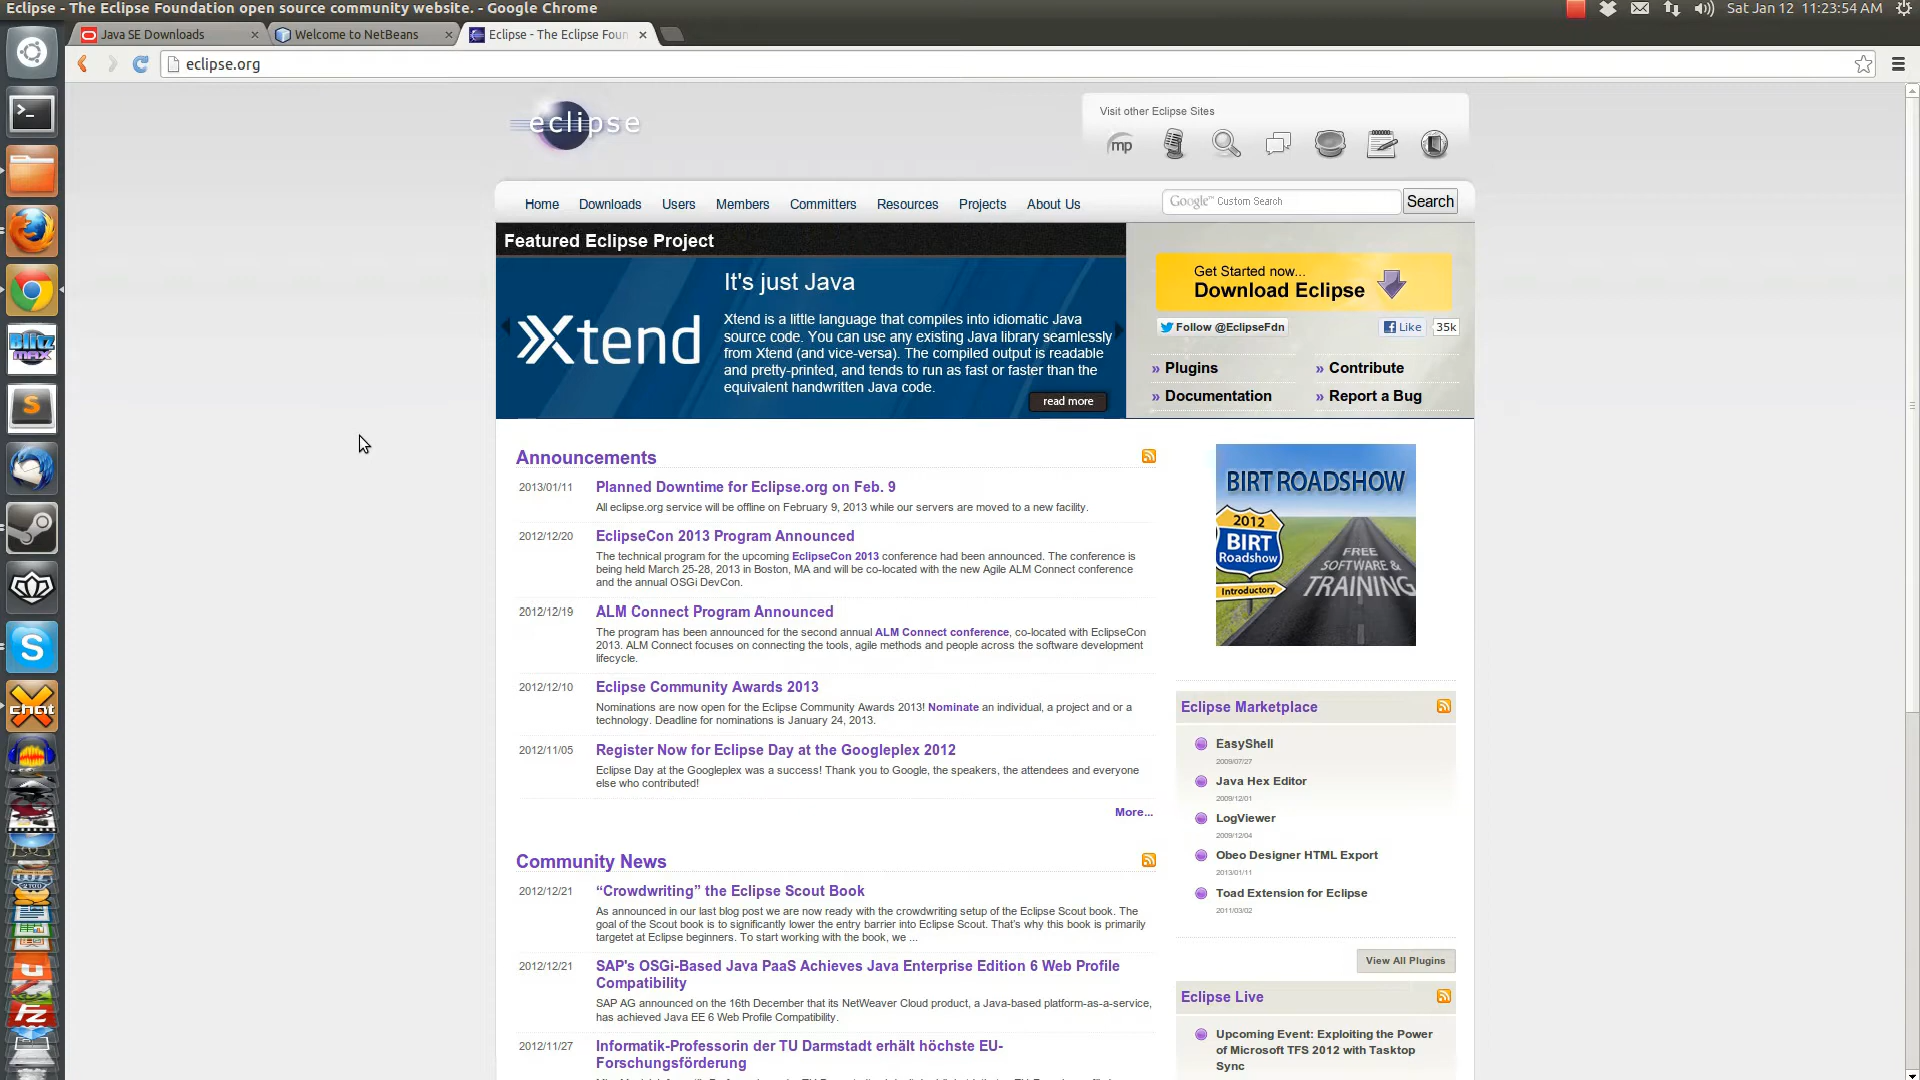 Eclipse - The Eclipse Foundation open source community website. - Google Chrome
Sat Jan 12 11:23:54 AM
Java SE Downloads
Welcome to NetBeans
Eclipse - The Eclipse Foun
eclipse.org
eclipse
Visit other Eclipse Sites
mp
Home Downloads Users Members Committers Resources Projects About Us
Google™ Custom Search
Search
Featured Eclipse Project
Xtend
It's just Java
Xtend is a little language that compiles into idiomatic Java
source code. You can use any existing Java library seamlessly
from Xtend (and vice-versa). The compiled output is readable
and pretty-printed, and tends to run as fast or faster than the
equivalent handwritten Java code.
read more
Get Started now...
Download Eclipse
Follow @EclipseFdn
Like 35k
» Plugins
» Contribute
» Documentation
» Report a Bug
Announcements
2013/01/11 Planned Downtime for Eclipse.org on Feb. 9
All eclipse.org service will be offline on February 9, 2013 while our servers are moved to a new facility.
2012/12/20 EclipseCon 2013 Program Announced
The technical program for the upcoming EclipseCon 2013 conference had been announced. The conference is
being held March 25-28, 2013 in Boston, MA and will be co-located with the new Agile ALM Connect conference
and the annual OSGi DevCon.
2012/12/19 ALM Connect Program Announced
The program has been announced for the second annual ALM Connect conference, co-located with EclipseCon
2013. ALM Connect focuses on connecting the tools, agile methods and people across the software development
lifecycle.
2012/12/10 Eclipse Community Awards 2013
Nominations are now open for the Eclipse Community Awards 2013! Nominate an individual, a project and or a
technology. Deadline for nominations is January 24, 2013.
2012/11/05 Register Now for Eclipse Day at the Googleplex 2012
Eclipse Day at the Googleplex was a success! Thank you to Google, the speakers, the attendees and everyone
else who contributed!
More...
Community News
2012/12/21 “Crowdwriting” the Eclipse Scout Book
As announced in our last blog post we are now ready with the crowdwriting setup of the Eclipse Scout book. The
goal of the Scout book is to significantly lower the entry barrier into Eclipse Scout. That's why this book is primarily
targetet at Eclipse beginners. To start working with the book, we ...
2012/12/21 SAP's OSGi-Based Java PaaS Achieves Java Enterprise Edition 6 Web Profile
Compatibility
SAP AG announced on the 16th December that its NetWeaver Cloud product, a Java-based platform-as-a-service,
has achieved Java EE 6 Web Profile Compatibility.
2012/11/27 Informatik-Professorin der TU Darmstadt erhält höchste EU-
Forschungsförderung
BIRT ROADSHOW
2012
BIRT
Roadshow
Introductory
FREE
SOFTWARE &
TRAINING
Eclipse Marketplace
EasyShell
2009/07/27
Java Hex Editor
2009/12/01
LogViewer
2009/12/04
Obeo Designer HTML Export
2013/01/11
Toad Extension for Eclipse
2011/03/02
View All Plugins
Eclipse Live
Upcoming Event: Exploiting the Power
of Microsoft TFS 2012 with Tasktop
Sync
Blitz
MAX
S
S
chat
Fz